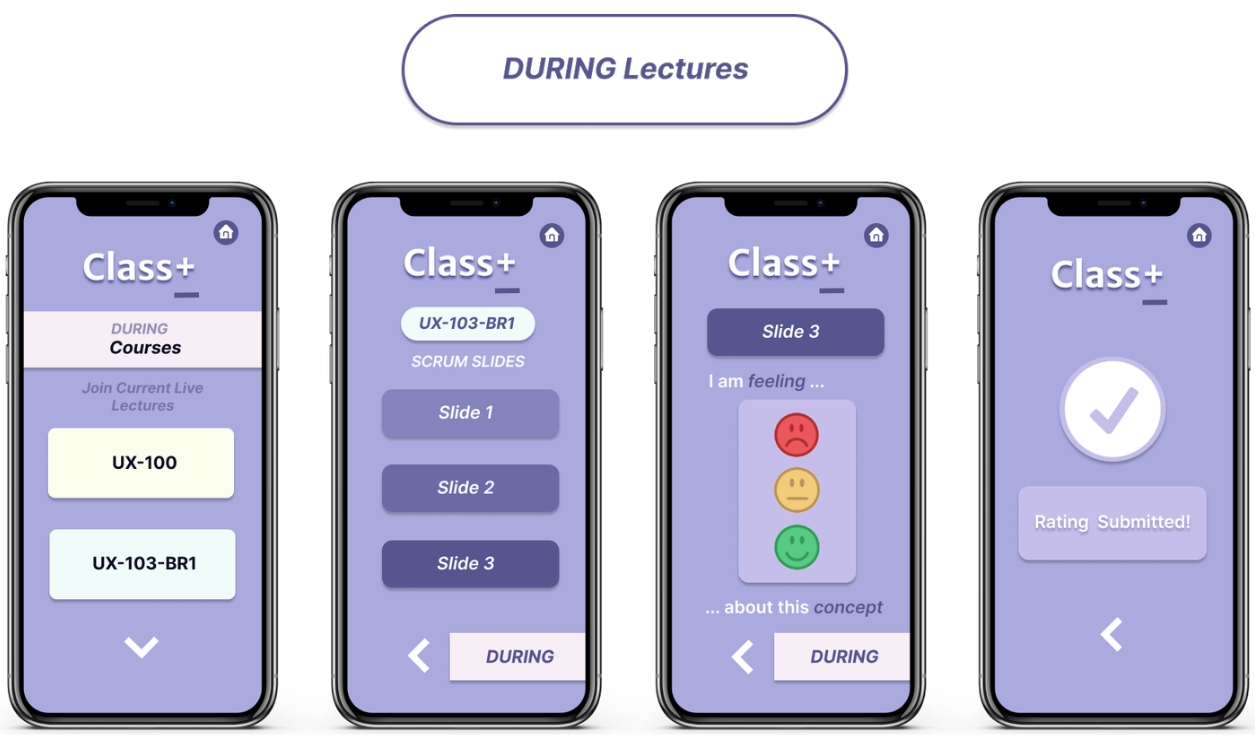 DURING Lectures
Class+
DURING
Courses
Join Current Live
Lectures
UX-100
UX-103-BR1
Class+
UX-103-BR1
SCRUM SLIDES
Slide 1
Slide 2
Slide 3
DURING
Class+
Slide 3
I am feeling ...
... about this concept
DURING
Class+
Rating Submitted!